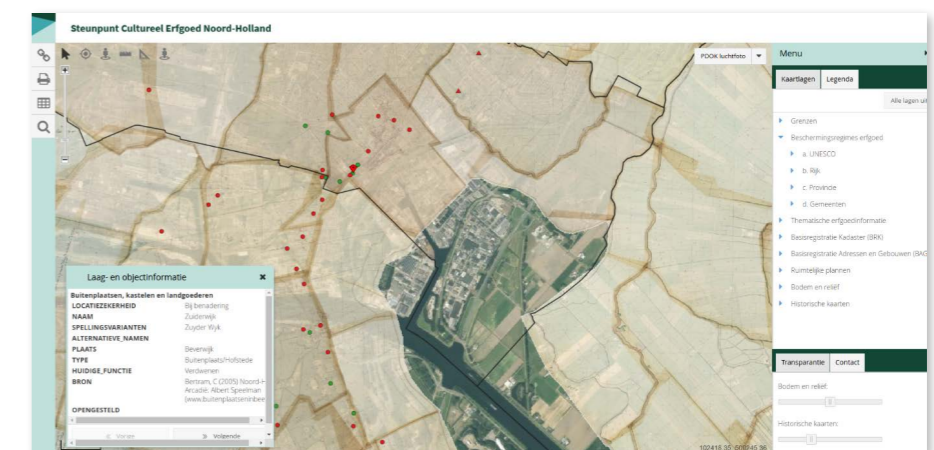 Steunpunt Cultureel Erfgoed Noord-Holland
PDOK luchtfoto
Menu
Kaartlagen Legenda
Alle lagen uit
Grenzen
Beschermingsregimes erfgoed
a. UNESCO
b. Rijk
c. Provincie
d. Gemeenten
Thematische erfgoedinformatie
Basisregistratie Kadaster (BRK)
Basisregistratie Adressen en Gebouwen (BAG
Ruimtelijke plannen
Bodem en reliëf
Historische kaarten
Laag- en objectinformatie
Buitenplaatsen, kastelen en landgoederen
LOCATIEZEKERHEID Bij benadering
NAAM Zuiderwijk
SPELLINGSVARIANTEN Zuyder Wyk
ALTERNATIEVE_NAMEN
PLAATS Beverwijk
TYPE Buitenplaats/Hofstede
HUIDIGE_FUNCTIE Verdwenen
BRON Bertram, C (2005) Noord-H
Arcadië. Albert Speelman
(www.buitenplaatseninbee
OPENGESTELD
Vorige Volgende
Transparantie Contact
Bodem en reliëf:
Historische kaarten: